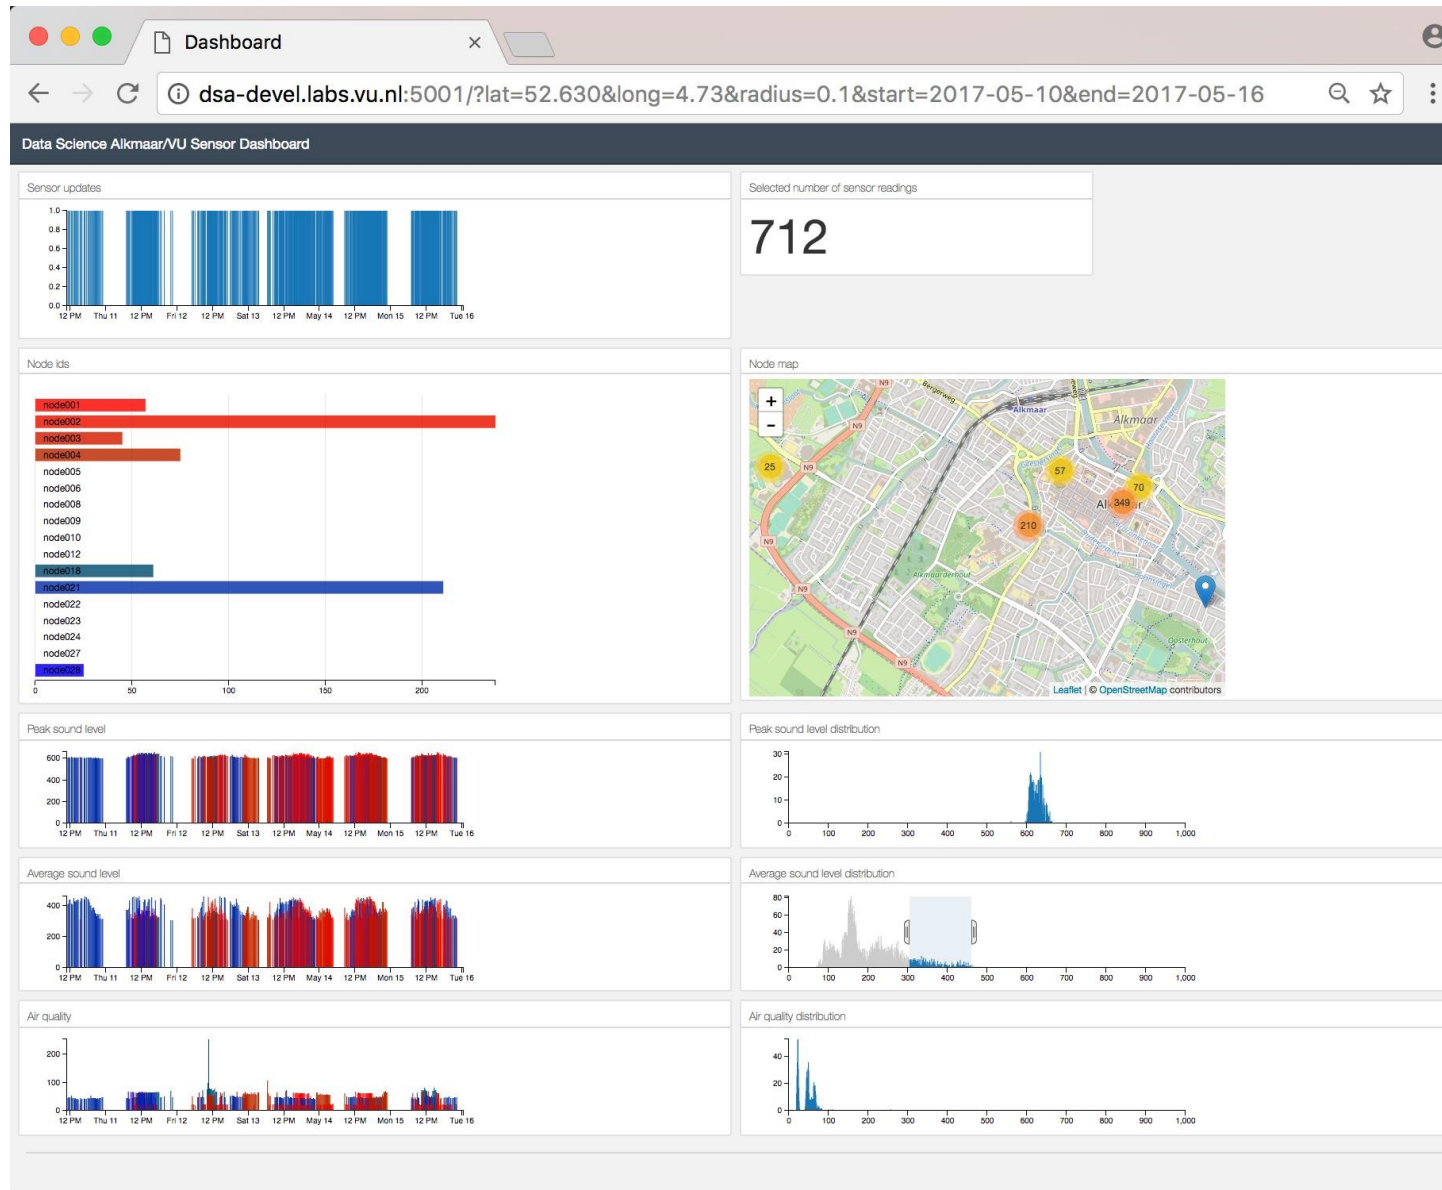 Dashboard
dsa-devel.labs.vu.nl:5001/?lat=52.630&long=4.73&radius=0.1&start=2017-05-10&end=2017-05-16
Data Science Alkmaar/VU Sensor Dashboard
Sensor updates
1.0
0.8
0.6
0.4
0.2
0.0
12 PM Thu 11 12 PM Fri 12 12 PM Sat 13 12 PM May 14 12 PM Mon 15 12 PM Tue 16
Selected number of sensor readings
712
Node ids
node001
node002
node003
node004
node005
node006
node008
node009
node010
node012
node018
node021
node022
node023
node024
node027
node028
0 50 100 150 200
Node map
+
-
N9
Bergerweg
Alkmaar
Alkmaar
N9
25
N9
57
70
349
210
N9
Alkmaarderhout
N9
N9
N9
Oosterhout
Leaflet | © OpenStreetMap contributors
Peak sound level
600
400
200
0
12 PM Thu 11 12 PM Fri 12 12 PM Sat 13 12 PM May 14 12 PM Mon 15 12 PM Tue 16
Peak sound level distribution
30
20
10
0
0 100 200 300 400 500 600 700 800 900 1,000
Average sound level
400
200
0
12 PM Thu 11 12 PM Fri 12 12 PM Sat 13 12 PM May 14 12 PM Mon 15 12 PM Tue 16
Average sound level distribution
80
60
40
20
0
0 100 200 300 400 500 600 700 800 900 1,000
Air quality
200
100
0
12 PM Thu 11 12 PM Fri 12 12 PM Sat 13 12 PM May 14 12 PM Mon 15 12 PM Tue 16
Air quality distribution
40
20
0
0 100 200 300 400 500 600 700 800 900 1,000